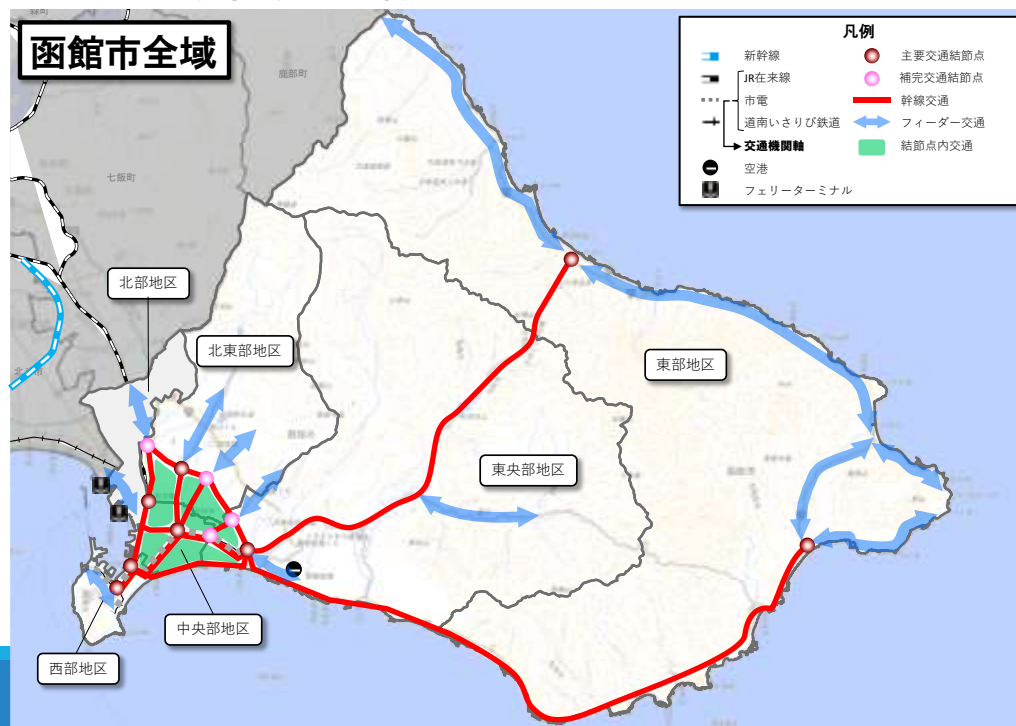 函館市全域
凡例
新幹線
JR在来線
市電
道南いさりび鉄道
交通機関軸
空港
フェリーターミナル
主要交通結節点
補完交通結節点
幹線交通
フィーダー交通
結節点内交通
鹿部町
七飯町
北部地区
北東部地区
東部地区
東央部地区
中央部地区
西部地区